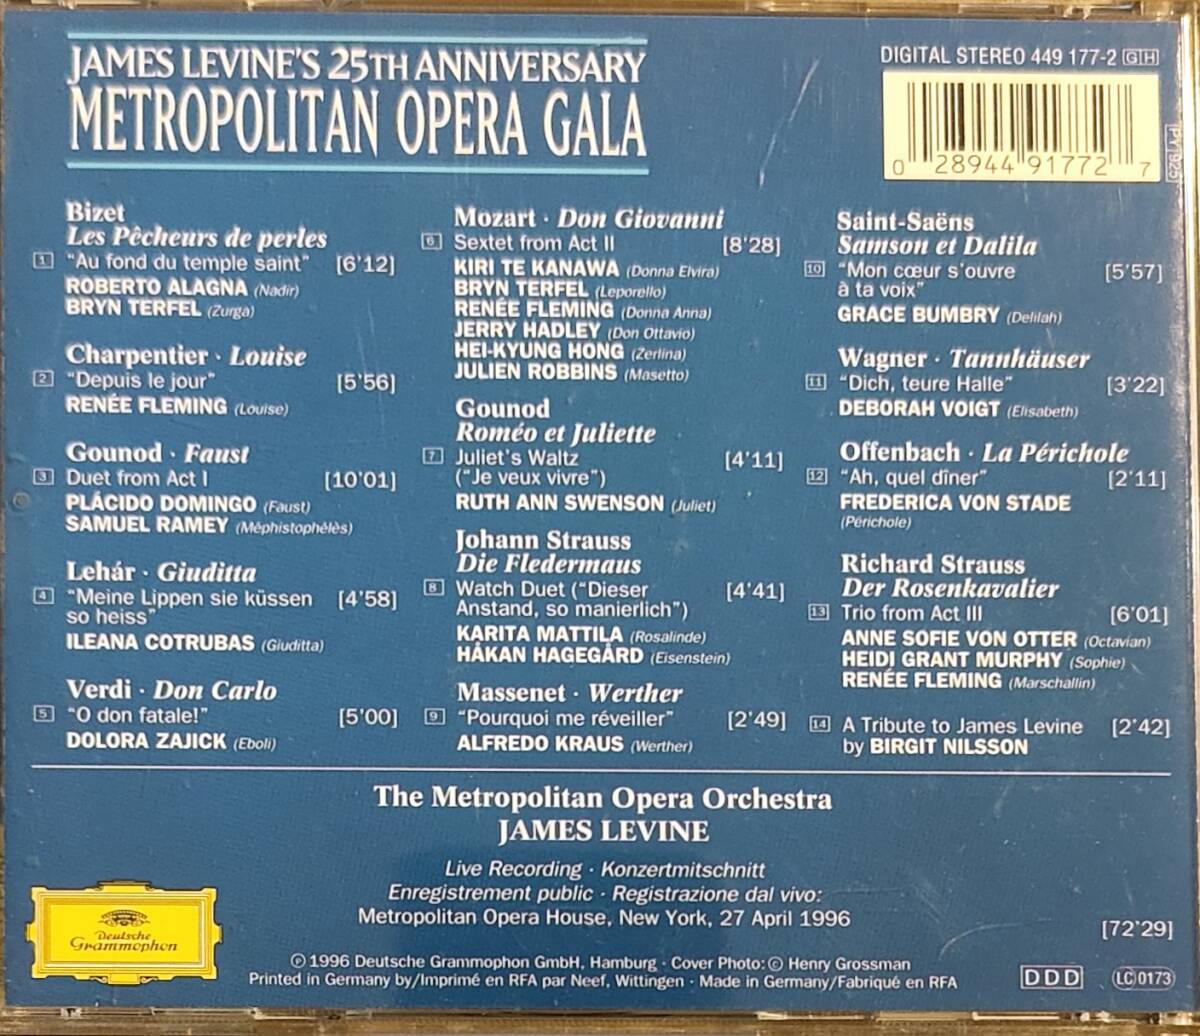 JAMES LEVINE'S 25TH ANNIVERSARY
METROPOLITAN OPERA GALA
DIGITAL STEREO 449 177-2 GH
0 28944 91772 7
PY 925
Bizet
Les Pêcheurs de perles
1 "Au fond du temple saint" [6'12]
ROBERTO ALAGNA (Nadir)
BRYN TERFEL (Zurga)
Charpentier · Louise
2 "Depuis le jour" [5'56]
RENÉE FLEMING (Louise)
Gounod · Faust
3 Duet from Act I [10'01]
PLÁCIDO DOMINGO (Faust)
SAMUEL RAMEY (Méphistophélès)
Lehár · Giuditta
4 "Meine Lippen sie küssen [4'58]
so heiss"
ILEANA COTRUBAS (Giuditta)
Verdi · Don Carlo
5 "O don fatale!" [5'00]
DOLORA ZAJICK (Eboli)
Mozart · Don Giovanni
6 Sextet from Act II [8'28]
KIRI TE KANAWA (Donna Elvira)
BRYN TERFEL (Leporello)
RENÉE FLEMING (Donna Anna)
JERRY HADLEY (Don Ottavio)
HEI-KYUNG HONG (Zerlina)
JULIEN ROBBINS (Masetto)
Gounod
Roméo et Juliette
7 Juliet's Waltz [4'11]
("Je veux vivre")
RUTH ANN SWENSON (Juliet)
Johann Strauss
Die Fledermaus
8 Watch Duet ("Dieser [4'41]
Anstand, so manierlich")
KARITA MATTILA (Rosalinde)
HÅKAN HAGEGÅRD (Eisenstein)
Massenet · Werther
9 "Pourquoi me réveiller" [2'49]
ALFREDO KRAUS (Werther)
Saint-Saëns
Samson et Dalila
10 "Mon cœur s'ouvre [5'57]
à ta voix"
GRACE BUMBRY (Delilah)
Wagner · Tannhäuser
11 "Dich, teure Halle" [3'22]
DEBORAH VOIGT (Elisabeth)
Offenbach · La Périchole
12 "Ah, quel dîner" [2'11]
FREDERICA VON STADE
(Périchole)
Richard Strauss
Der Rosenkavalier
13 Trio from Act III [6'01]
ANNE SOFIE VON OTTER (Octavian)
HEIDI GRANT MURPHY (Sophie)
RENÉE FLEMING (Marschallin)
14 A Tribute to James Levine [2'42]
by BIRGIT NILSSON
The Metropolitan Opera Orchestra
JAMES LEVINE
Live Recording · Konzertmitschnitt
Enregistrement public · Registrazione dal vivo:
Metropolitan Opera House, New York, 27 April 1996
[72'29]
Deutsche
Grammophon
℗ 1996 Deutsche Grammophon GmbH, Hamburg · Cover Photo: © Henry Grossman
Printed in Germany by/Imprimé en RFA par Neef, Wittingen · Made in Germany/Fabriqué en RFA
DDD
LC 0173